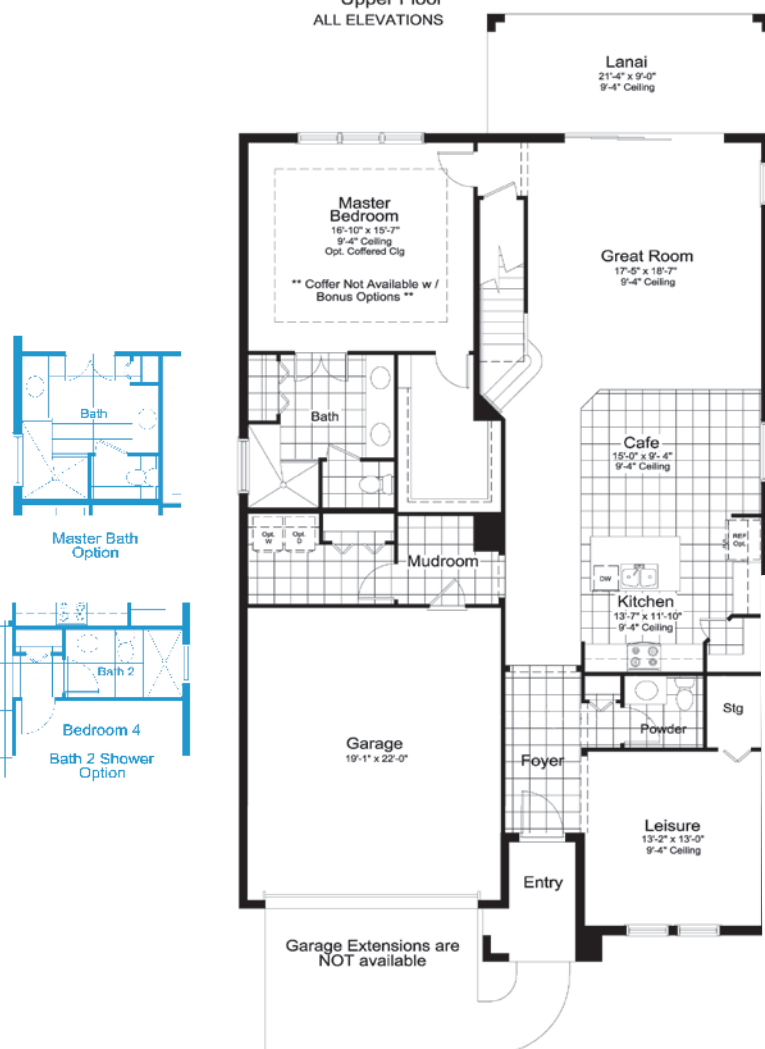 Upper Floor
ALL ELEVATIONS
Lanai
21'-4" x 9'-0"
9'-4" Ceiling
Master
Bedroom
16'-10" x 15'-7"
9'-4" Ceiling
Opt. Coffered Clg
** Coffer Not Available w /
Bonus Options **
Great Room
17'-5" x 18'-7"
9'-4" Ceiling
Bath
Cafe
15'-0" x 9'- 4"
9'-4" Ceiling
Opt.
W
Opt.
D
Mudroom
REF
Opt.
DW
Kitchen
13'-7" x 11'-10"
9'-4" Ceiling
Garage
19'-1" x 22'-0"
Foyer
Powder
Stg
Leisure
13'-2" x 13'-0"
9'-4" Ceiling
Entry
Garage Extensions are
NOT available
Bath
Master Bath
Option
Bath 2
Bedroom 4
Bath 2 Shower
Option